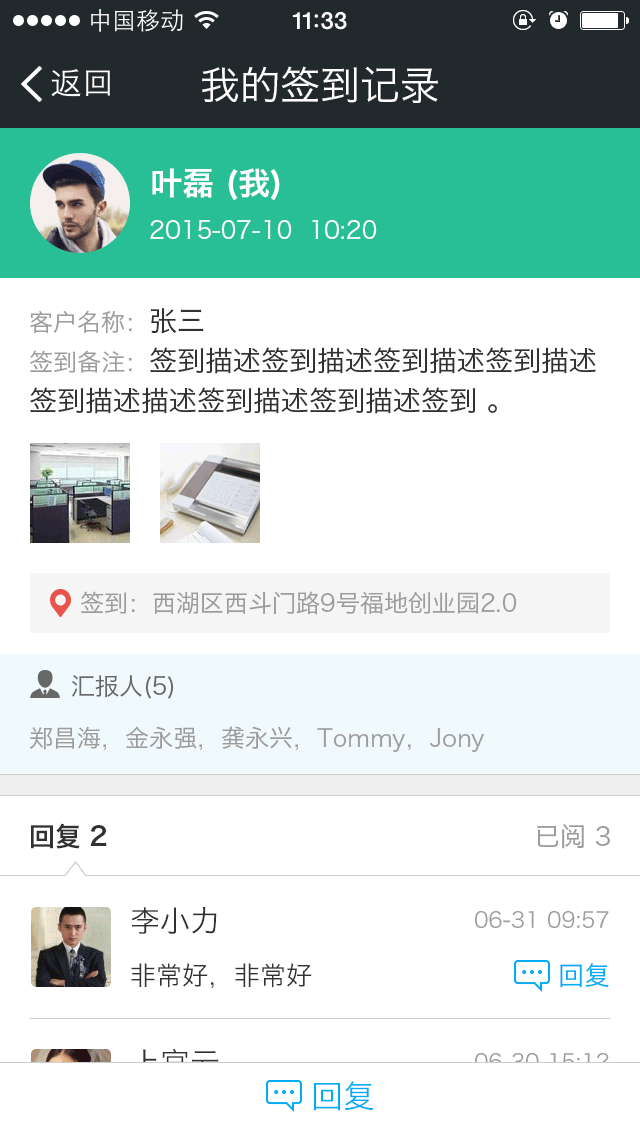 中国移动 11:33
返回 我的签到记录
叶磊 (我)
2015-07-10 10:20
客户名称： 张三
签到备注： 签到描述签到描述签到描述签到描述
签到描述描述签到描述签到描述签到 。
签到： 西湖区西斗门路9号福地创业园2.0
汇报人(5)
郑昌海，金永强，龚永兴，Tommy，Jony
回复 2 已阅 3
李小力 06-31 09:57
非常好，非常好 回复
上官云 06-30 15:12
回复